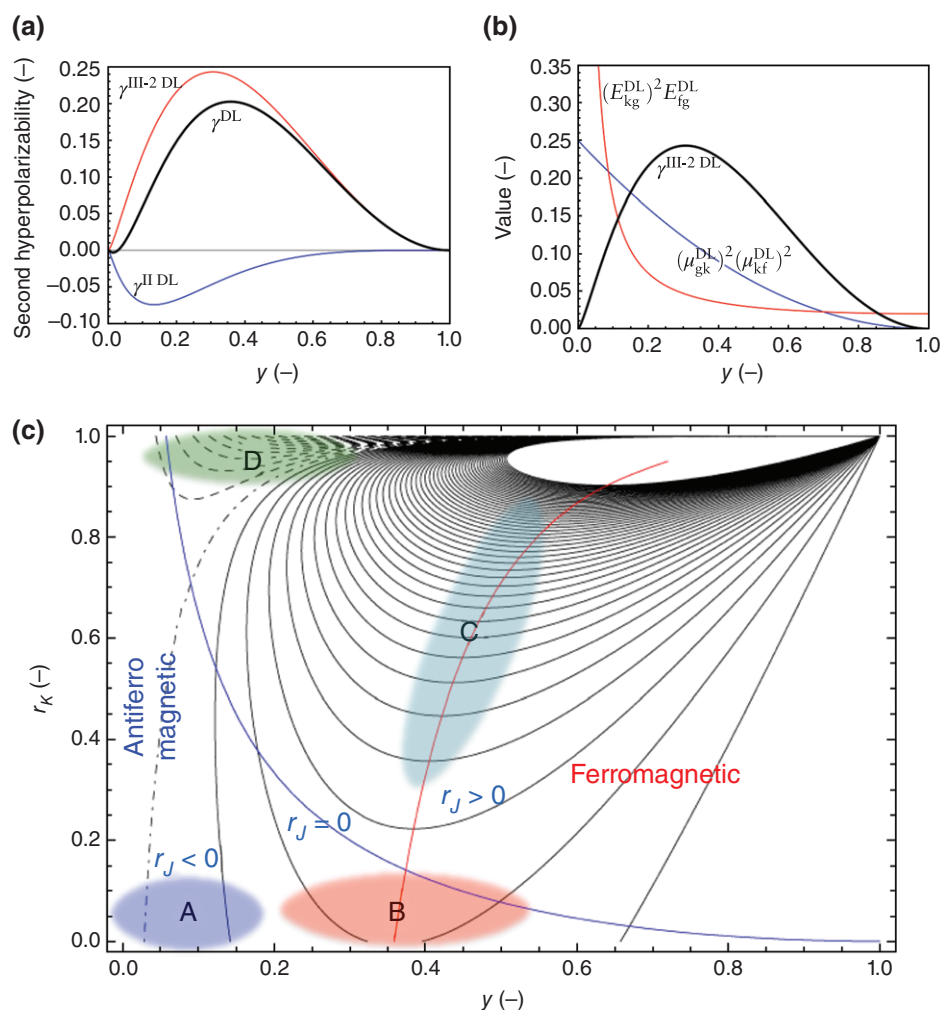 (a)
Second hyperpolarizability (–)
0.25
0.20
0.15
0.10
0.05
0.00
−0.05
−0.10
γ^III-2 DL
γ^DL
γ^II DL
0.0 0.2 0.4 0.6 0.8 1.0
y (–)
(b)
Value (–)
0.35
0.30
0.25
0.20
0.15
0.10
0.05
0.00
(E_kg^DL)^2 E_fg^DL
γ^III-2 DL
(μ_gk^DL)^2 (μ_kf^DL)^2
0.0 0.2 0.4 0.6 0.8 1.0
y (–)
(c)
r_K (–)
1.0
0.8
0.6
0.4
0.2
0.0
D
C
Antiferro
magnetic
Ferromagnetic
r_J > 0
r_J = 0
r_J < 0
A
B
0.0 0.2 0.4 0.6 0.8 1.0
y (–)